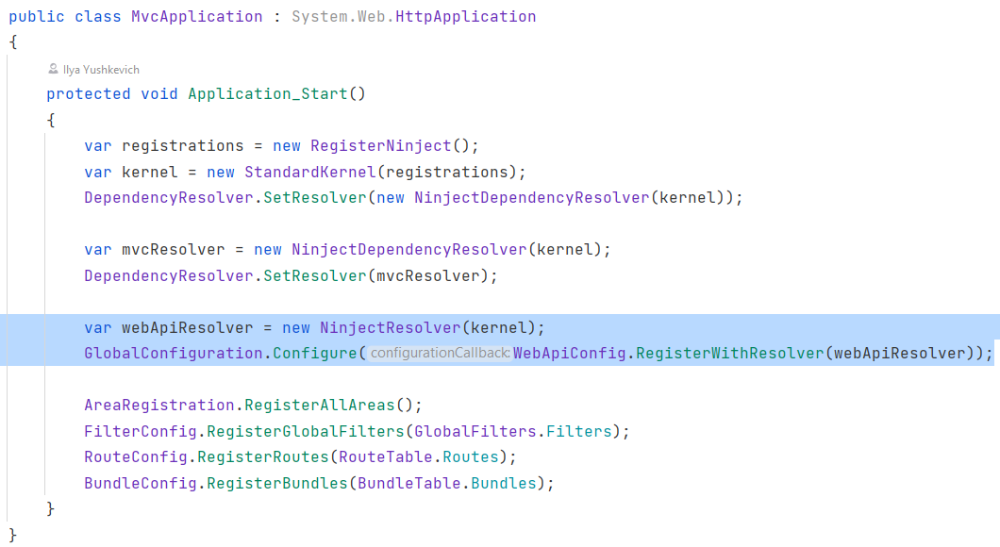 public class MvcApplication : System.Web.HttpApplication
{
Ilya Yushkevich
protected void Application_Start()
{
var registrations = new RegisterNinject();
var kernel = new StandardKernel(registrations);
DependencyResolver.SetResolver(new NinjectDependencyResolver(kernel));
var mvcResolver = new NinjectDependencyResolver(kernel);
DependencyResolver.SetResolver(mvcResolver);
var webApiResolver = new NinjectResolver(kernel);
GlobalConfiguration.Configure(configurationCallback:WebApiConfig.RegisterWithResolver(webApiResolver));
AreaRegistration.RegisterAllAreas();
FilterConfig.RegisterGlobalFilters(GlobalFilters.Filters);
RouteConfig.RegisterRoutes(RouteTable.Routes);
BundleConfig.RegisterBundles(BundleTable.Bundles);
}
}